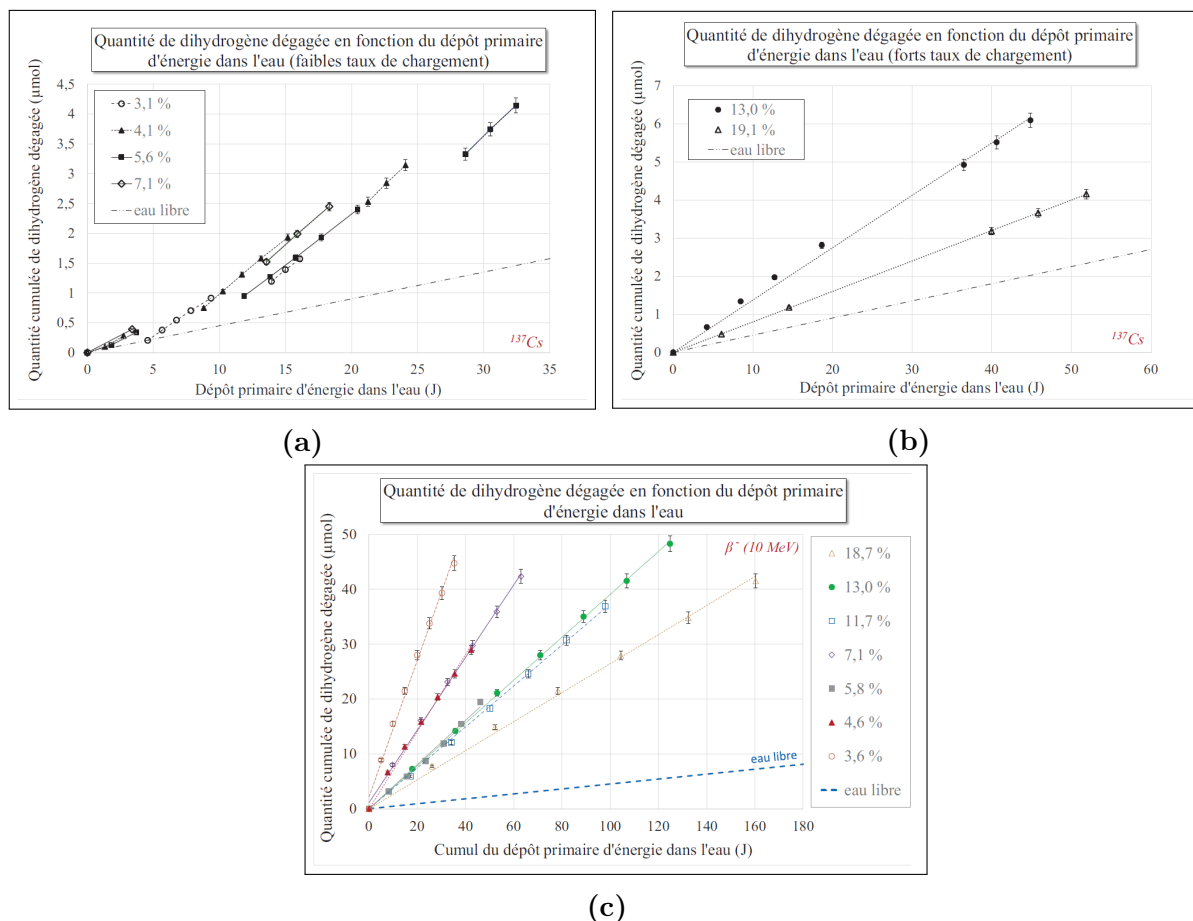 Quantité de dihydrogène dégagée en fonction du dépôt primaire
d'énergie dans l'eau (faibles taux de chargement)
Quantité cumulée de dihydrogène dégagée (µmol)
4,5
4
3,5
3
2,5
2
1,5
1
0,5
0
3,1 %
4,1 %
5,6 %
7,1 %
eau libre
137Cs
0 5 10 15 20 25 30 35
Dépôt primaire d'énergie dans l'eau (J)
(a)
Quantité de dihydrogène dégagée en fonction du dépôt primaire
d'énergie dans l'eau (forts taux de chargement)
Quantité cumulée de dihydrogène dégagée (µmol)
7
6
5
4
3
2
1
0
13,0 %
19,1 %
eau libre
137Cs
0 10 20 30 40 50 60
Dépôt primaire d'énergie dans l'eau (J)
(b)
Quantité de dihydrogène dégagée en fonction du dépôt primaire
d'énergie dans l'eau
Quantité cumulée de dihydrogène dégagée (µmol)
50
40
30
20
10
0
β- (10 MeV)
eau libre
0 20 40 60 80 100 120 140 160 180
Cumul du dépôt primaire d'énergie dans l'eau (J)
18,7 %
13,0 %
11,7 %
7,1 %
5,8 %
4,6 %
3,6 %
eau libre
(c)